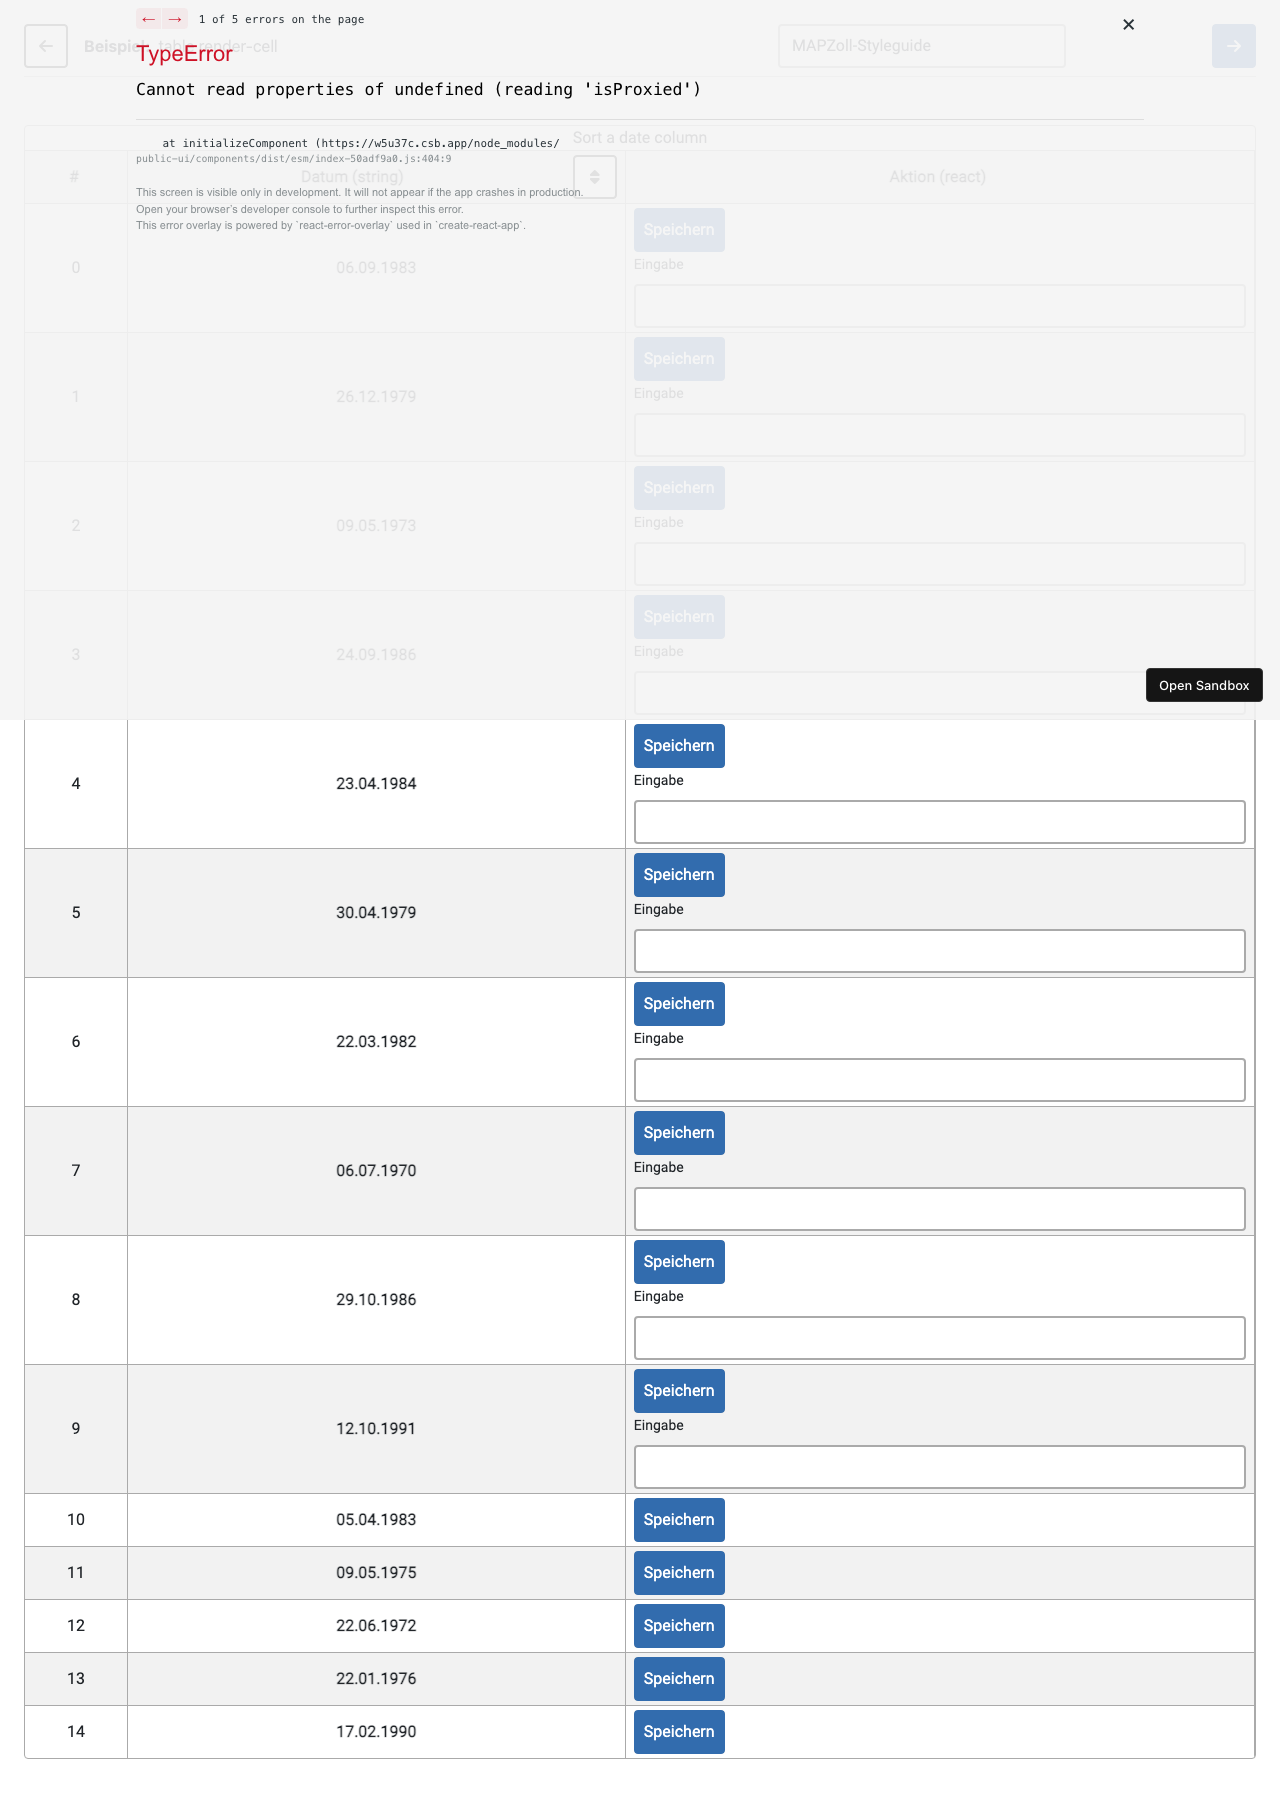 ← → 1 of 5 errors on the page
Beispiel table-render-cell
MAPZoll-Styleguide
TypeError
Cannot read properties of undefined (reading 'isProxied')
Sort a date column
at initializeComponent (https://w5u37c.csb.app/node_modules/
public-ui/components/dist/esm/index-50adf9a0.js:404:9
# Datum (string) Aktion (react)
This screen is visible only in development. It will not appear if the app crashes in production.
Open your browser's developer console to further inspect this error.
This error overlay is powered by `react-error-overlay` used in `create-react-app`.
Speichern
Eingabe
0 06.09.1983
Speichern
Eingabe
1 26.12.1979
Speichern
Eingabe
2 09.05.1973
Speichern
Eingabe
3 24.09.1986
Open Sandbox
Speichern
Eingabe
4 23.04.1984
Speichern
Eingabe
5 30.04.1979
Speichern
Eingabe
6 22.03.1982
Speichern
Eingabe
7 06.07.1970
Speichern
Eingabe
8 29.10.1986
Speichern
Eingabe
9 12.10.1991
10 05.04.1983 Speichern
11 09.05.1975 Speichern
12 22.06.1972 Speichern
13 22.01.1976 Speichern
14 17.02.1990 Speichern